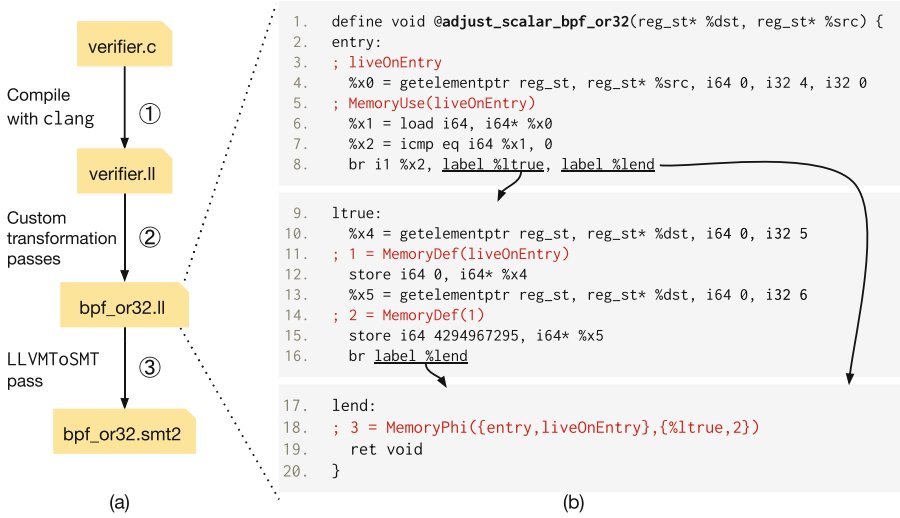 verifier.c
Compile
with clang
①
verifier.ll
Custom
transformation
passes
②
bpf_or32.ll
LLVMToSMT
pass
③
bpf_or32.smt2
(a)
1. define void @adjust_scalar_bpf_or32(reg_st* %dst, reg_st* %src) {
2. entry:
3. ; liveOnEntry
4. %x0 = getelementptr reg_st, reg_st* %src, i64 0, i32 4, i32 0
5. ; MemoryUse(liveOnEntry)
6. %x1 = load i64, i64* %x0
7. %x2 = icmp eq i64 %x1, 0
8. br i1 %x2, label %ltrue, label %lend
9. ltrue:
10. %x4 = getelementptr reg_st, reg_st* %dst, i64 0, i32 5
11. ; 1 = MemoryDef(liveOnEntry)
12. store i64 0, i64* %x4
13. %x5 = getelementptr reg_st, reg_st* %dst, i64 0, i32 6
14. ; 2 = MemoryDef(1)
15. store i64 4294967295, i64* %x5
16. br label %lend
17. lend:
18. ; 3 = MemoryPhi({entry,liveOnEntry},{%ltrue,2})
19. ret void
20. }
(b)